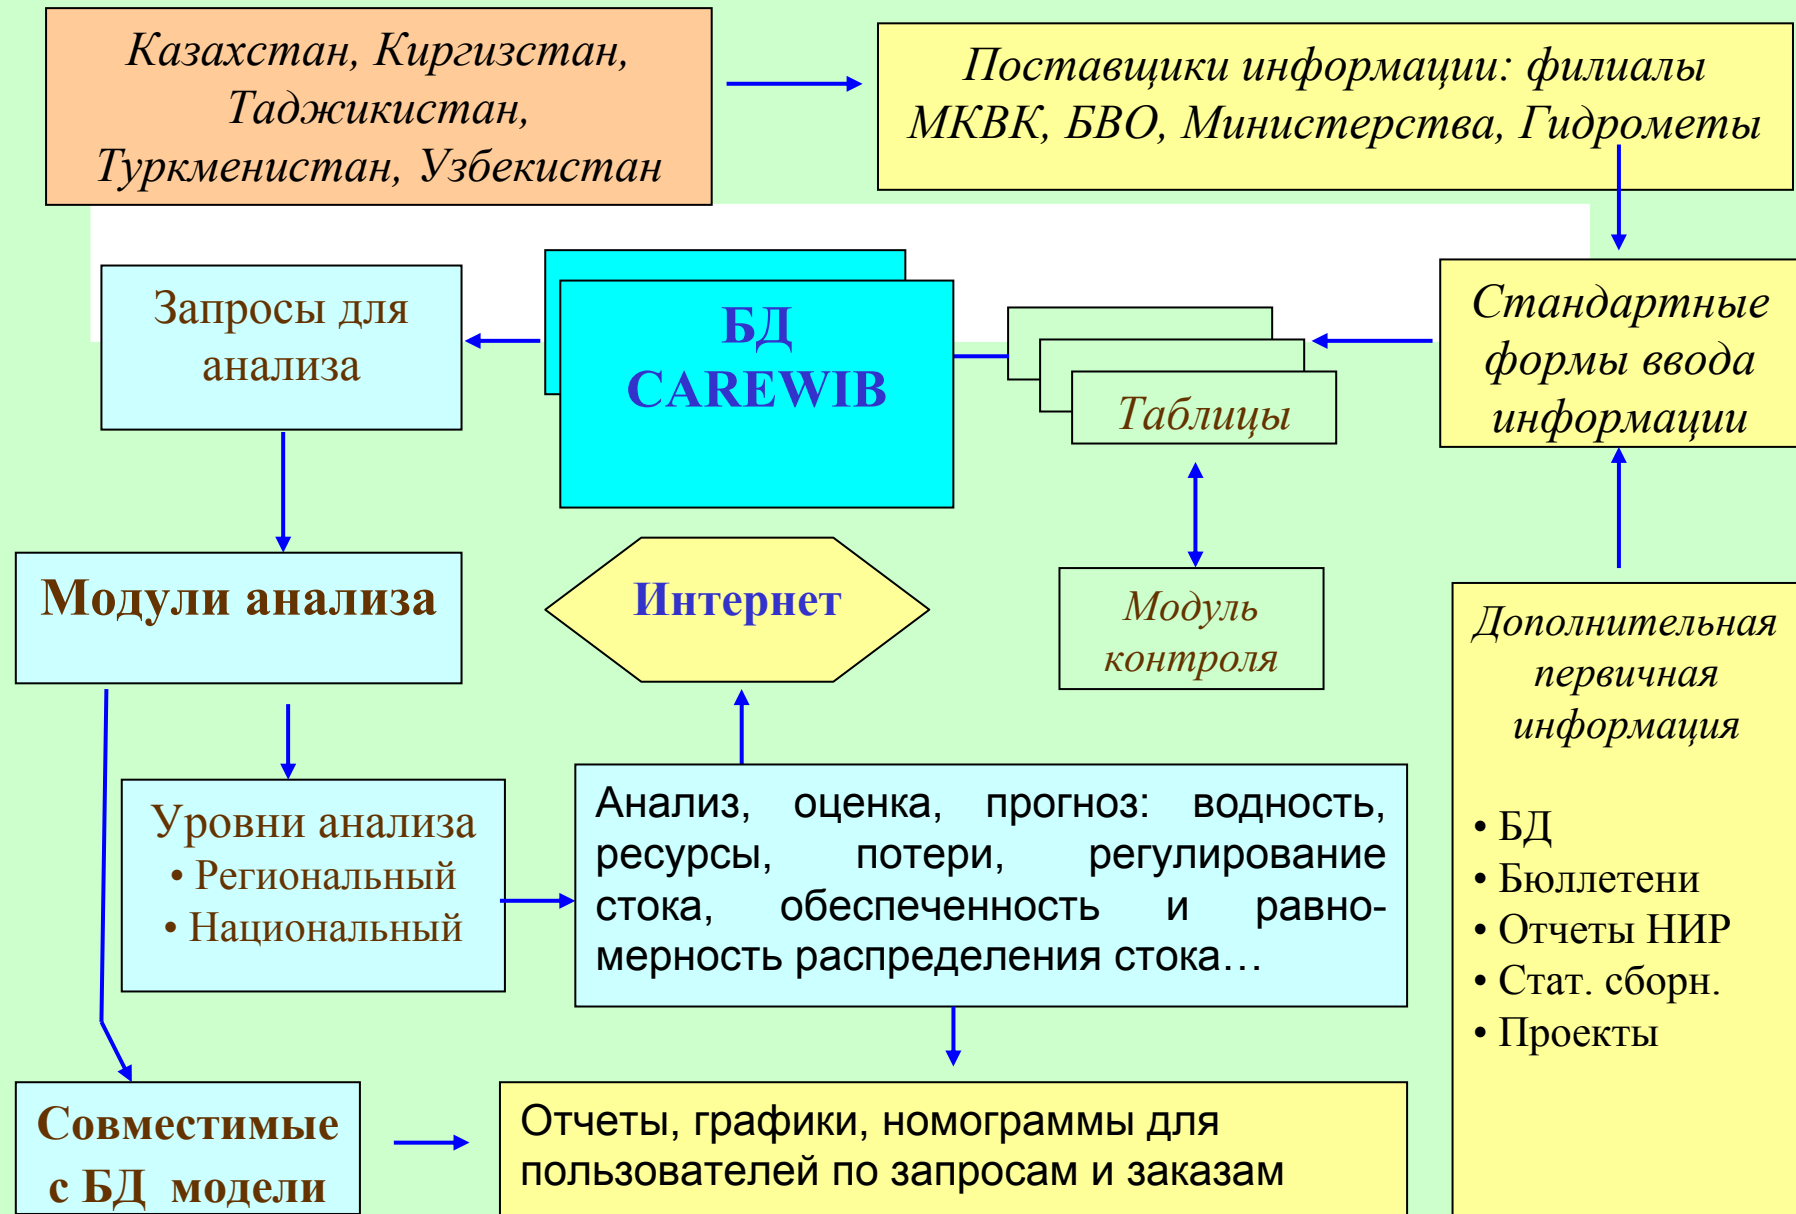 Казахстан, Киргизстан,
Таджикистан,
Туркменистан, Узбекистан
Поставщики информации: филиалы
МКВК, БВО, Министерства, Гидрометы
Запросы для
анализа
БД
CAREWIB
Таблицы
Стандартные
формы ввода
информации
Модули анализа
Интернет
Модуль
контроля
Дополнительная
первичная
информация
• БД
• Бюллетени
• Отчеты НИР
• Стат. сборн.
• Проекты
Уровни анализа
• Региональный
• Национальный
Анализ, оценка, прогноз: водность,
ресурсы, потери, регулирование
стока, обеспеченность и равно-
мерность распределения стока…
Совместимые
с БД модели
Отчеты, графики, номограммы для
пользователей по запросам и заказам